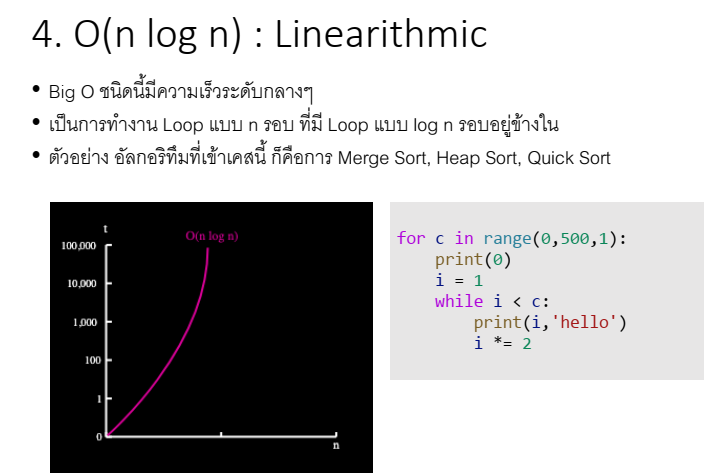 4. O(n log n) : Linearithmic
• Big O ชนิดนี้มีความเร็วระดับกลางๆ
• เป็นการทำงาน Loop แบบ n รอบ ที่มี Loop แบบ log n รอบอยู่ข้างใน
• ตัวอย่าง อัลกอริทึมที่เข้าเคสนี้ ก็คือการ Merge Sort, Heap Sort, Quick Sort
t
O(n log n)
100,000
10,000
1,000
100
1
0
n
for c in range(0,500,1):
    print(0)
    i = 1
    while i < c:
        print(i,'hello')
        i *= 2